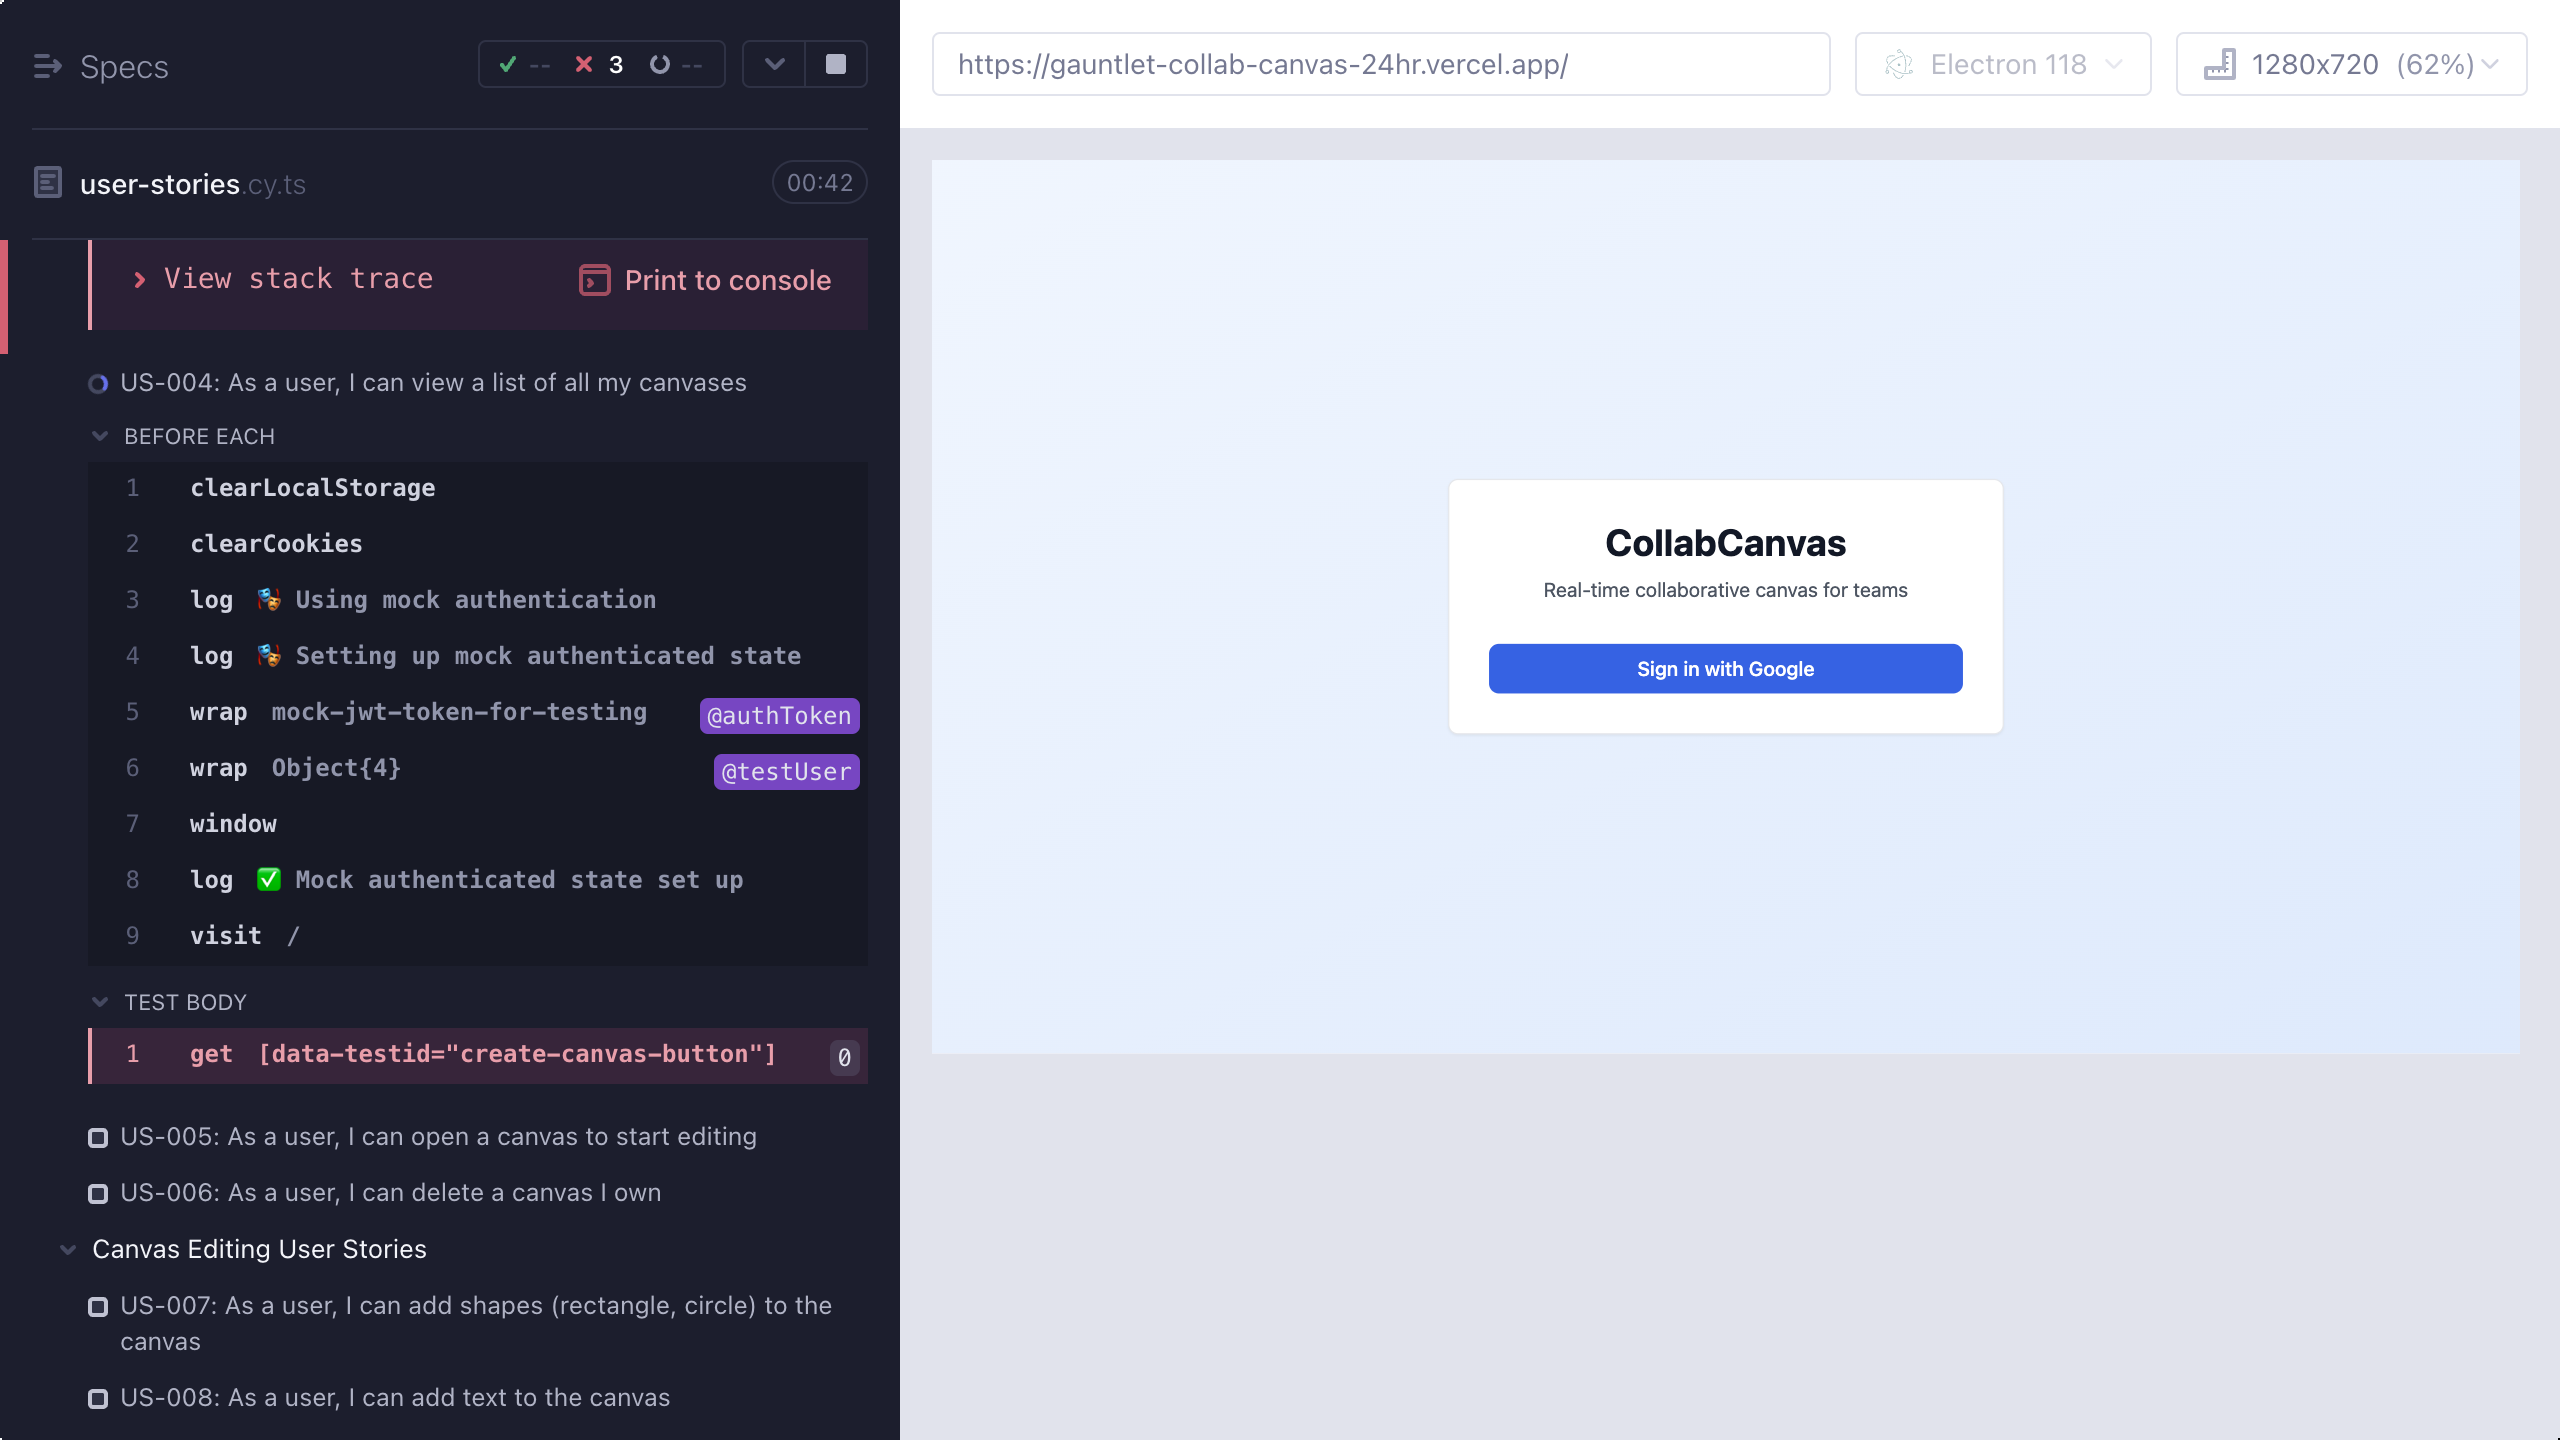 Specs
-- 3 --
user-stories.cy.ts
00:42
View stack trace
Print to console
US-004: As a user, I can view a list of all my canvases
BEFORE EACH
1 clearLocalStorage
2 clearCookies
3 log 🎭 Using mock authentication
4 log 🎭 Setting up mock authenticated state
5 wrap mock-jwt-token-for-testing @authToken
6 wrap Object{4} @testUser
7 window
8 log ✅ Mock authenticated state set up
9 visit /
TEST BODY
1 get [data-testid="create-canvas-button"] 0
US-005: As a user, I can open a canvas to start editing
US-006: As a user, I can delete a canvas I own
Canvas Editing User Stories
US-007: As a user, I can add shapes (rectangle, circle) to the
canvas
US-008: As a user, I can add text to the canvas
https://gauntlet-collab-canvas-24hr.vercel.app/
Electron 118
1280x720 (62%)
CollabCanvas
Real-time collaborative canvas for teams
Sign in with Google